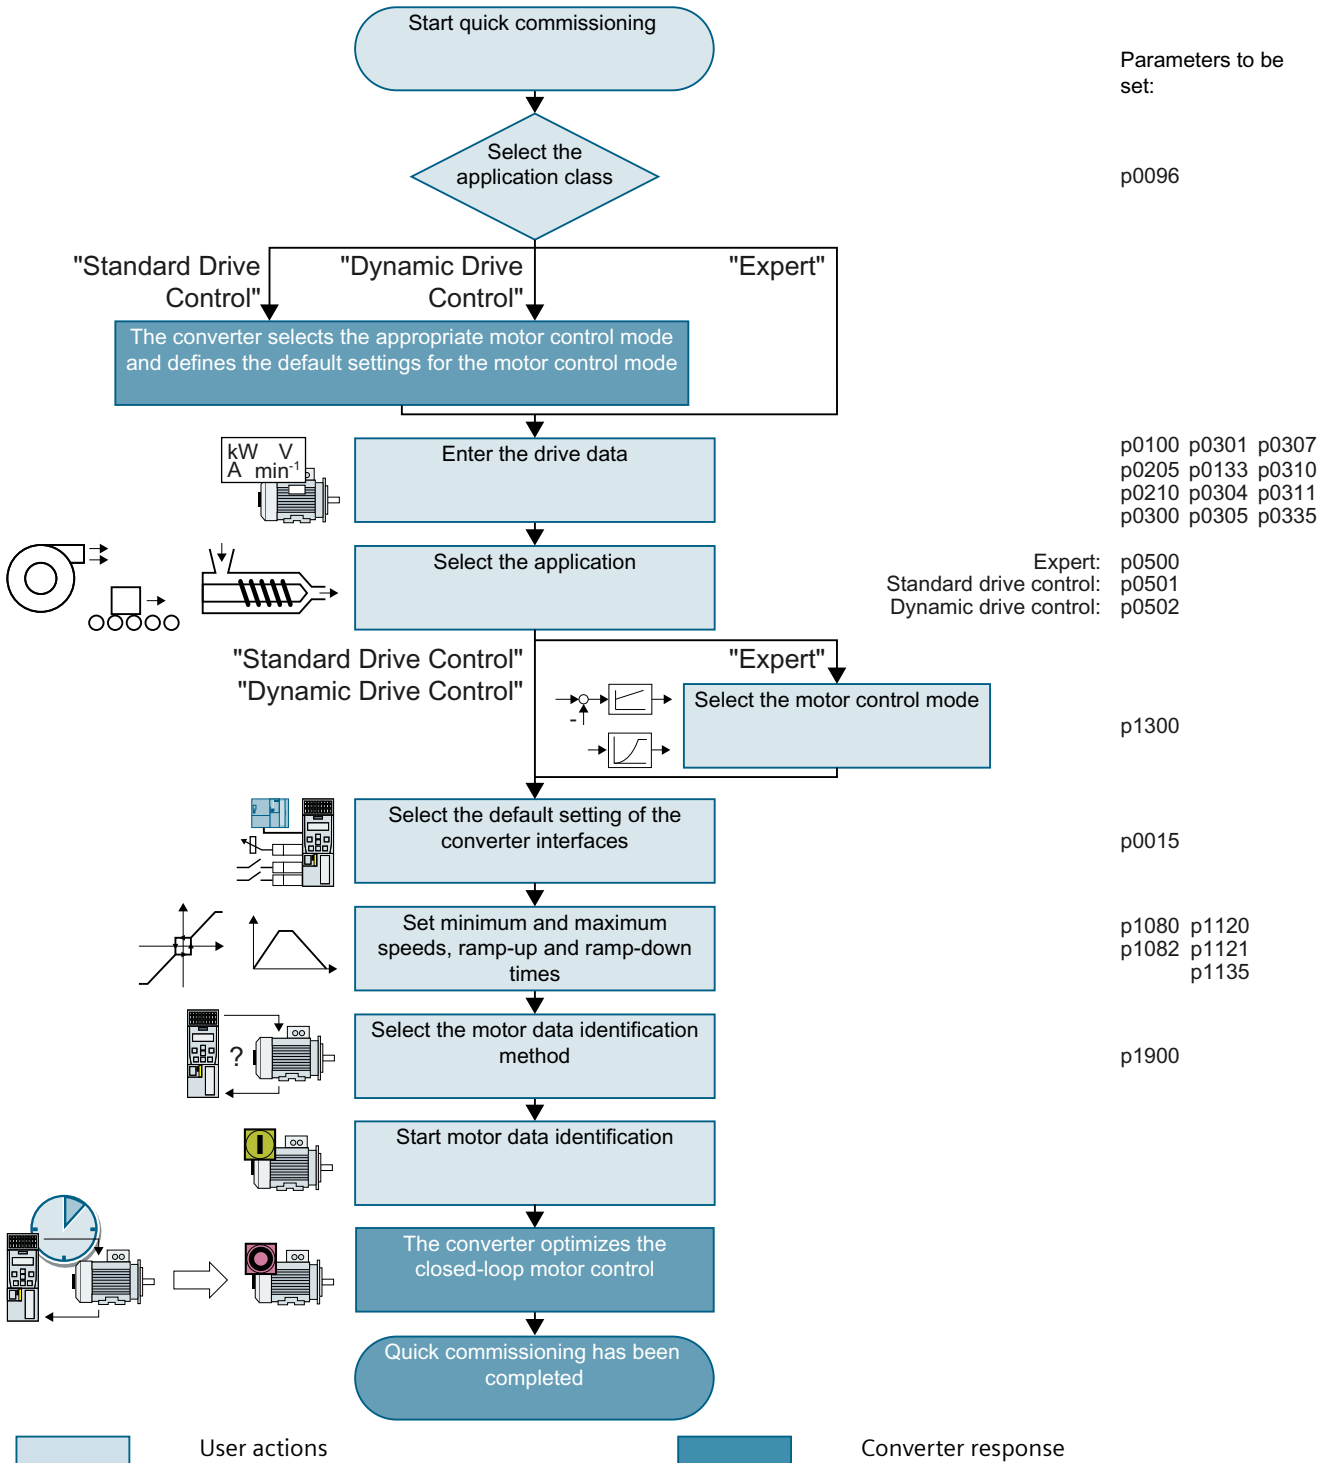 Start quick commissioning
Parameters to be
set:
Select the
application class
p0096
"Standard Drive
Control"
"Dynamic Drive
Control"
"Expert"
The converter selects the appropriate motor control mode
and defines the default settings for the motor control mode
kW V
A min-1
Enter the drive data
p0100 p0301 p0307
p0205 p0133 p0310
p0210 p0304 p0311
p0300 p0305 p0335
Select the application
Expert: p0500
Standard drive control: p0501
Dynamic drive control: p0502
"Standard Drive Control"
"Dynamic Drive Control"
"Expert"
-
Select the motor control mode
p1300
Select the default setting of the
converter interfaces
p0015
Set minimum and maximum
speeds, ramp-up and ramp-down
times
p1080 p1120
p1082 p1121
p1135
?
Select the motor data identification
method
p1900
Start motor data identification
The converter optimizes the
closed-loop motor control
Quick commissioning has been
completed
User actions
Converter response